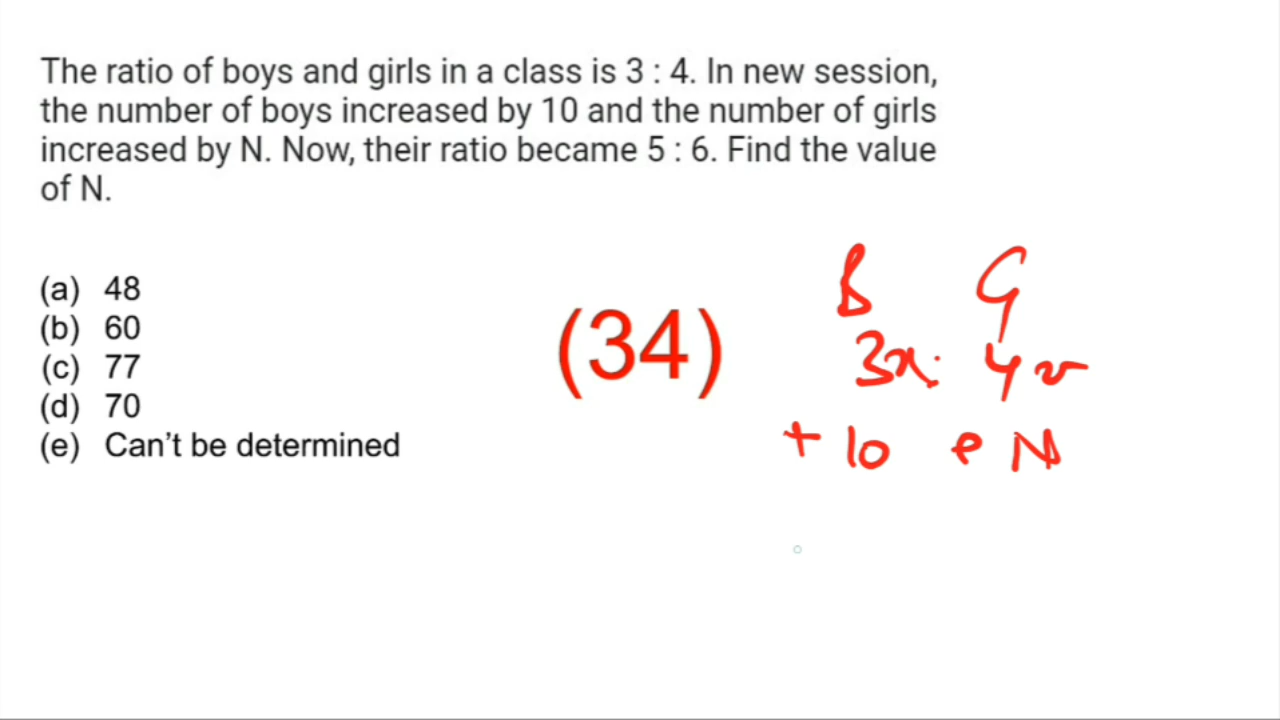 The ratio of boys and girls in a class is 3 : 4. In new session,
the number of boys increased by 10 and the number of girls
increased by N. Now, their ratio became 5 : 6. Find the value
of N.
(a) 48
(b) 60
(c) 77
(d) 70
(e) Can't be determined
(34)
B G
3x : 4x
+ 10 + N